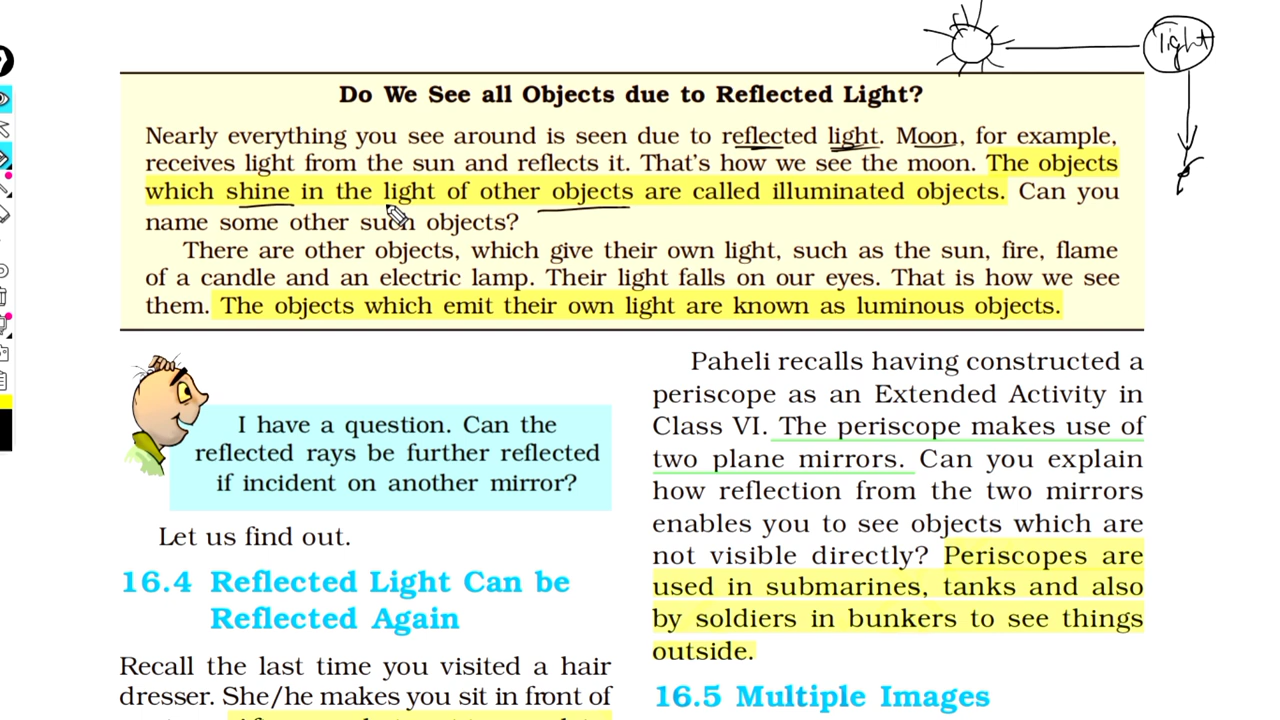 light
Do We See all Objects due to Reflected Light?
Nearly everything you see around is seen due to reflected light. Moon, for example,
receives light from the sun and reflects it. That's how we see the moon. The objects
which shine in the light of other objects are called illuminated objects. Can you
name some other such objects?
There are other objects, which give their own light, such as the sun, fire, flame
of a candle and an electric lamp. Their light falls on our eyes. That is how we see
them. The objects which emit their own light are known as luminous objects.
I have a question. Can the
reflected rays be further reflected
if incident on another mirror?
Let us find out.
16.4 Reflected Light Can be
Reflected Again
Recall the last time you visited a hair
dresser. She/he makes you sit in front of
Paheli recalls having constructed a
periscope as an Extended Activity in
Class VI. The periscope makes use of
two plane mirrors. Can you explain
how reflection from the two mirrors
enables you to see objects which are
not visible directly? Periscopes are
used in submarines, tanks and also
by soldiers in bunkers to see things
outside.
16.5 Multiple Images